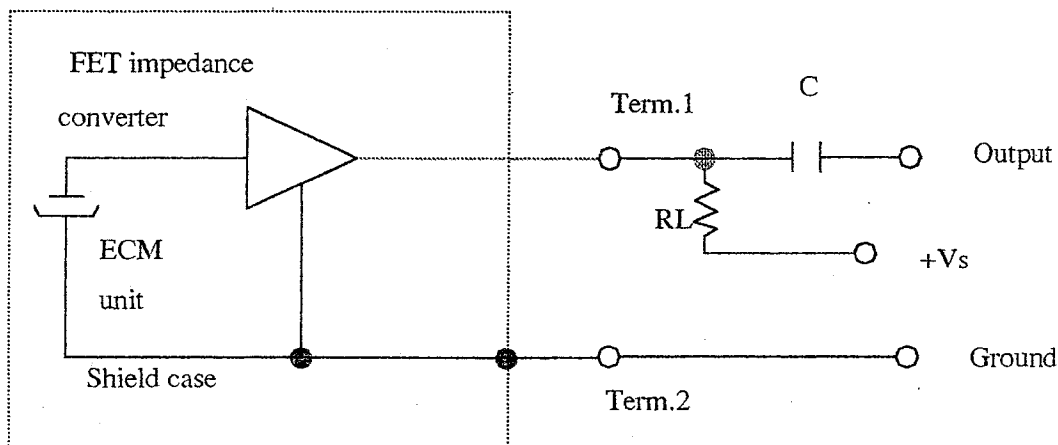 FET impedance
converter
ECM
unit
Shield case
Term.1
C
Output
RL
+Vs
Ground
Term.2